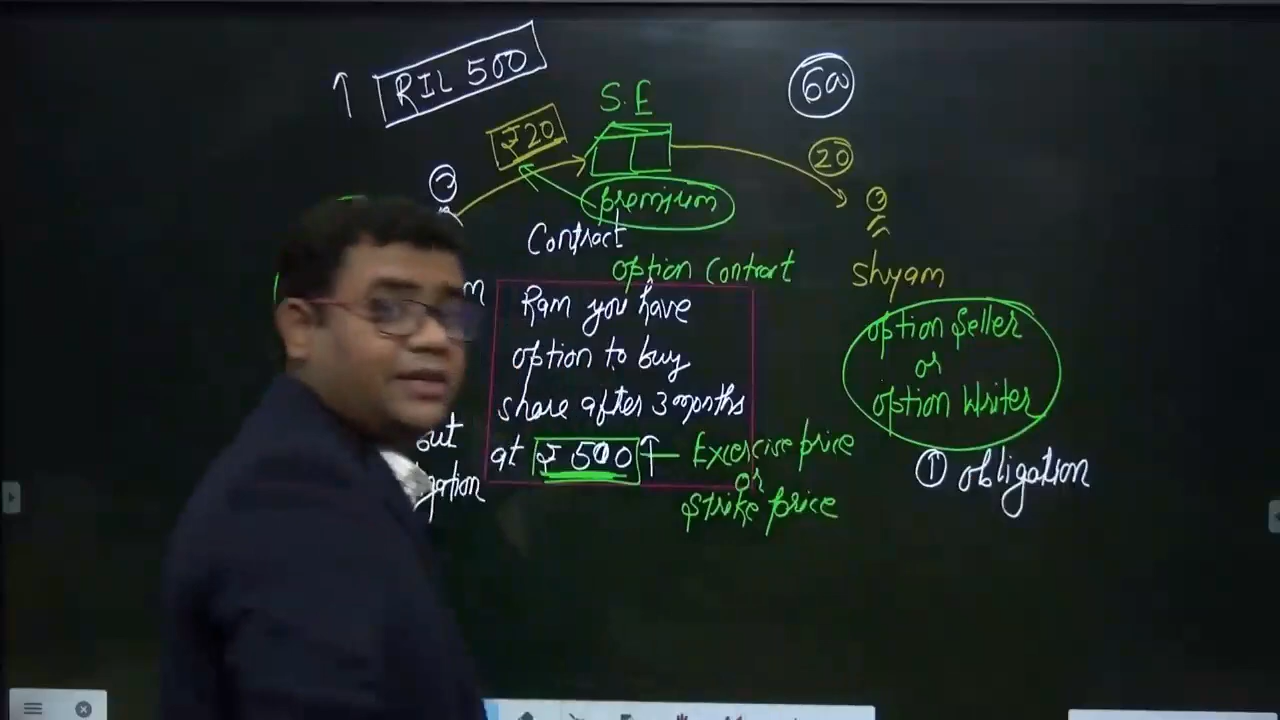 RIL 500
S.E
600
₹20
20
premium
Contract
option Contract
shyam
Ram you have
option to buy
share after 3 months
at ₹500
Exercise price
or
strike price
option Seller
or
option Writer
① obligation
out